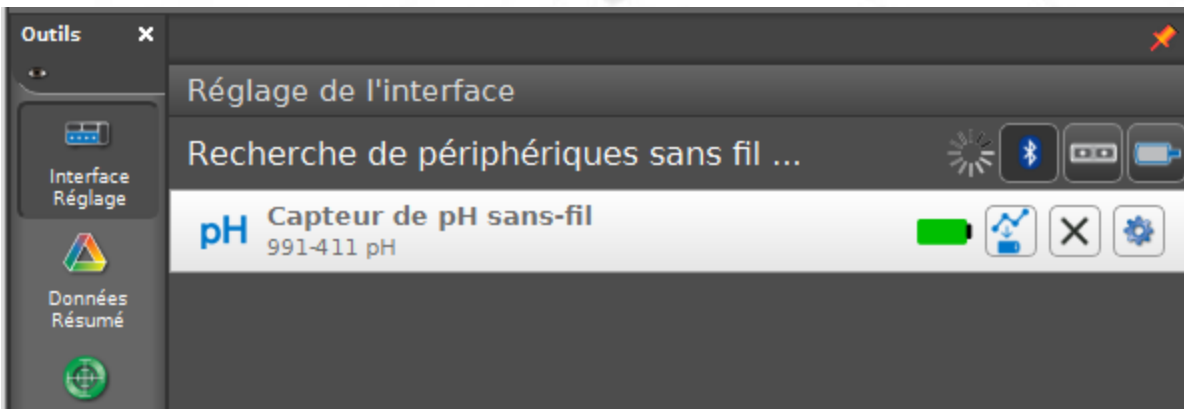 Outils
Réglage de l'interface
Recherche de périphériques sans fil ...
Interface
Réglage
pH
Capteur de pH sans-fil
991-411 pH
Données
Résumé